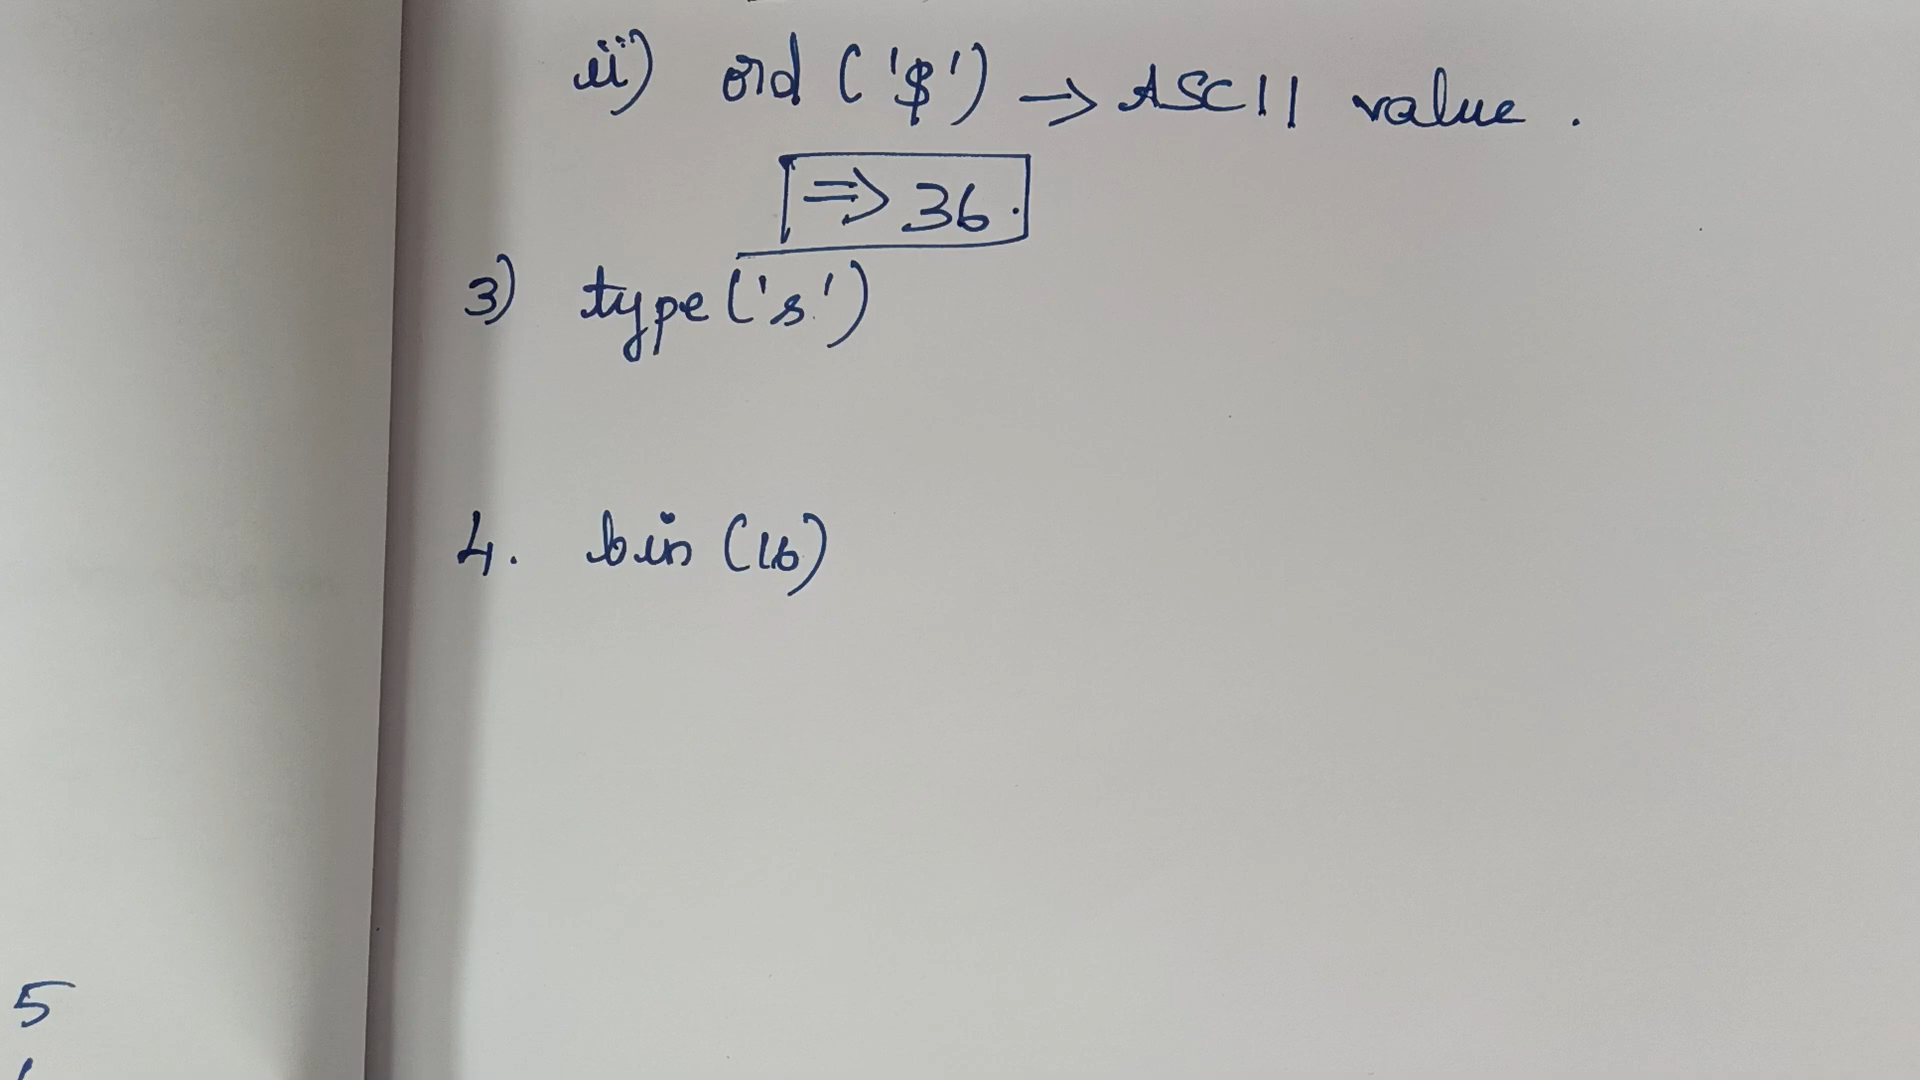 ii) ord ('$') → ASCII value .
⇒ 36.
3) type ('s')
4. bin (16)
5